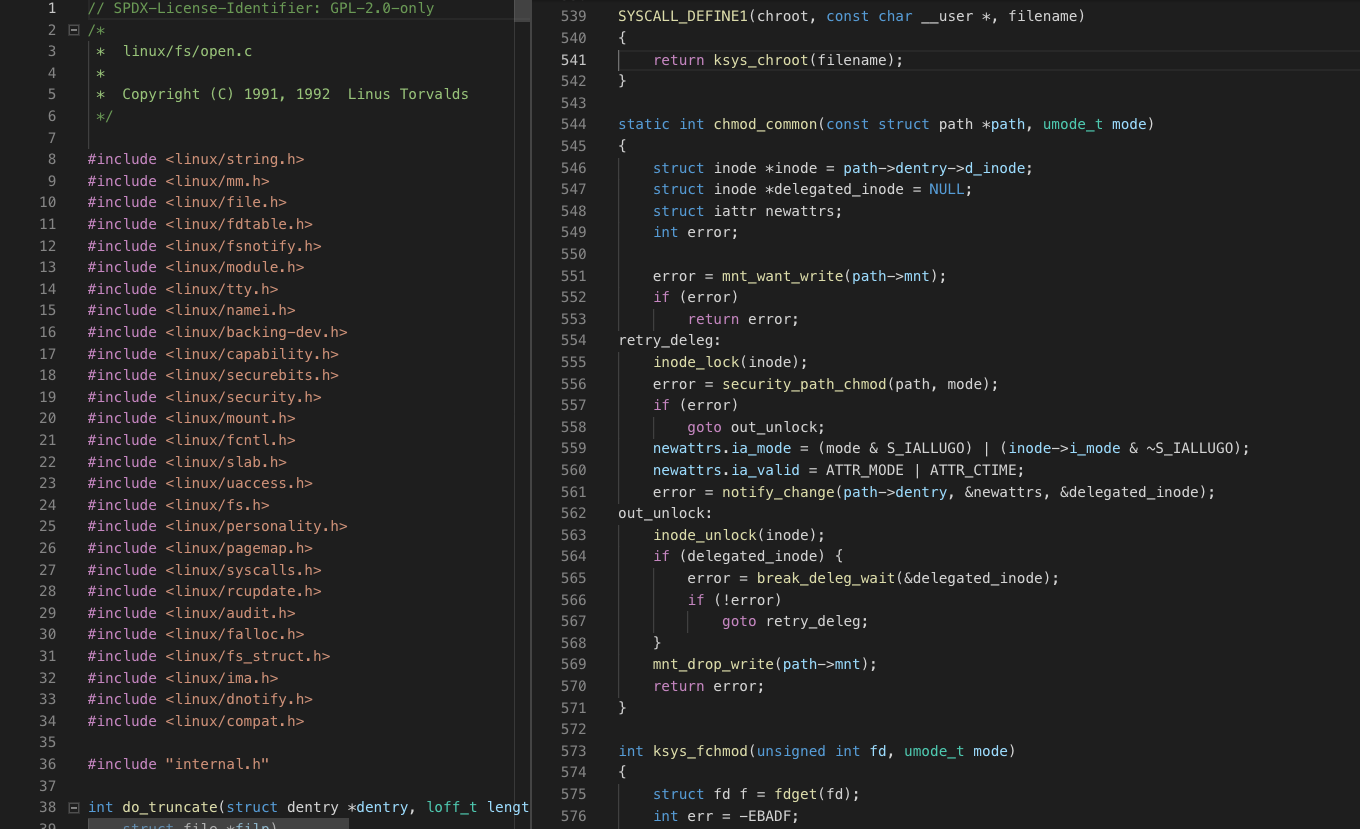 1 // SPDX-License-Identifier: GPL-2.0-only
2 /*
3 * linux/fs/open.c
4 *
5 * Copyright (C) 1991, 1992 Linus Torvalds
6 */
7
8 #include <linux/string.h>
9 #include <linux/mm.h>
10 #include <linux/file.h>
11 #include <linux/fdtable.h>
12 #include <linux/fsnotify.h>
13 #include <linux/module.h>
14 #include <linux/tty.h>
15 #include <linux/namei.h>
16 #include <linux/backing-dev.h>
17 #include <linux/capability.h>
18 #include <linux/securebits.h>
19 #include <linux/security.h>
20 #include <linux/mount.h>
21 #include <linux/fcntl.h>
22 #include <linux/slab.h>
23 #include <linux/uaccess.h>
24 #include <linux/fs.h>
25 #include <linux/personality.h>
26 #include <linux/pagemap.h>
27 #include <linux/syscalls.h>
28 #include <linux/rcupdate.h>
29 #include <linux/audit.h>
30 #include <linux/falloc.h>
31 #include <linux/fs_struct.h>
32 #include <linux/ima.h>
33 #include <linux/dnotify.h>
34 #include <linux/compat.h>
35
36 #include "internal.h"
37
38 int do_truncate(struct dentry *dentry, loff_t lengt
39 struct file *filp)
539 SYSCALL_DEFINE1(chroot, const char __user *, filename)
540 {
541 return ksys_chroot(filename);
542 }
543
544 static int chmod_common(const struct path *path, umode_t mode)
545 {
546 struct inode *inode = path->dentry->d_inode;
547 struct inode *delegated_inode = NULL;
548 struct iattr newattrs;
549 int error;
550
551 error = mnt_want_write(path->mnt);
552 if (error)
553 return error;
554 retry_deleg:
555 inode_lock(inode);
556 error = security_path_chmod(path, mode);
557 if (error)
558 goto out_unlock;
559 newattrs.ia_mode = (mode & S_IALLUGO) | (inode->i_mode & ~S_IALLUGO);
560 newattrs.ia_valid = ATTR_MODE | ATTR_CTIME;
561 error = notify_change(path->dentry, &newattrs, &delegated_inode);
562 out_unlock:
563 inode_unlock(inode);
564 if (delegated_inode) {
565 error = break_deleg_wait(&delegated_inode);
566 if (!error)
567 goto retry_deleg;
568 }
569 mnt_drop_write(path->mnt);
570 return error;
571 }
572
573 int ksys_fchmod(unsigned int fd, umode_t mode)
574 {
575 struct fd f = fdget(fd);
576 int err = -EBADF;